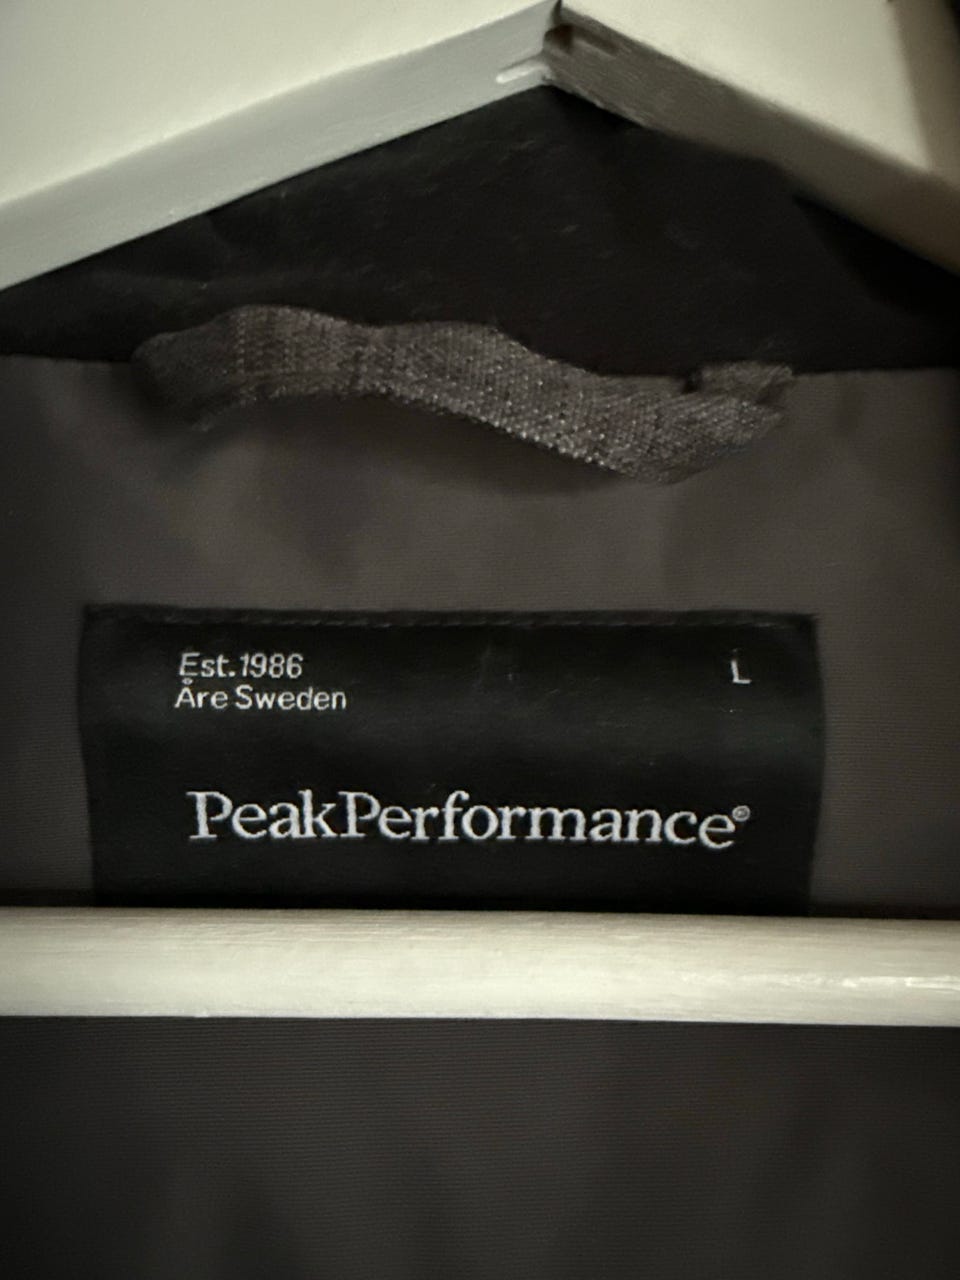 Est.1986
L
Åre Sweden
PeakPerformance®